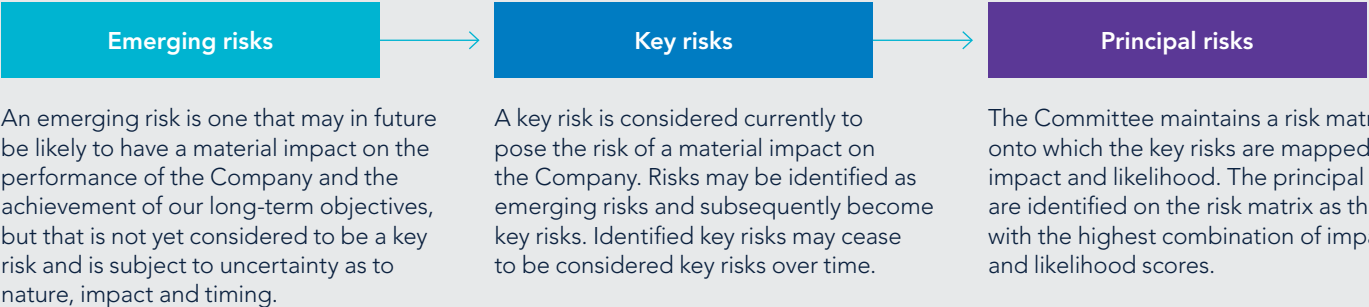 Emerging risks
An emerging risk is one that may in future
be likely to have a material impact on the
performance of the Company and the
achievement of our long-term objectives,
but that is not yet considered to be a key
risk and is subject to uncertainty as to
nature, impact and timing.
Key risks
A key risk is considered currently to
pose the risk of a material impact on
the Company. Risks may be identified as
emerging risks and subsequently become
key risks. Identified key risks may cease
to be considered key risks over time.
Principal risks
The Committee maintains a risk
onto which the key risks are mapped
impact and likelihood. The principal
are identified on the risk matrix as
with the highest combination of
and likelihood scores.